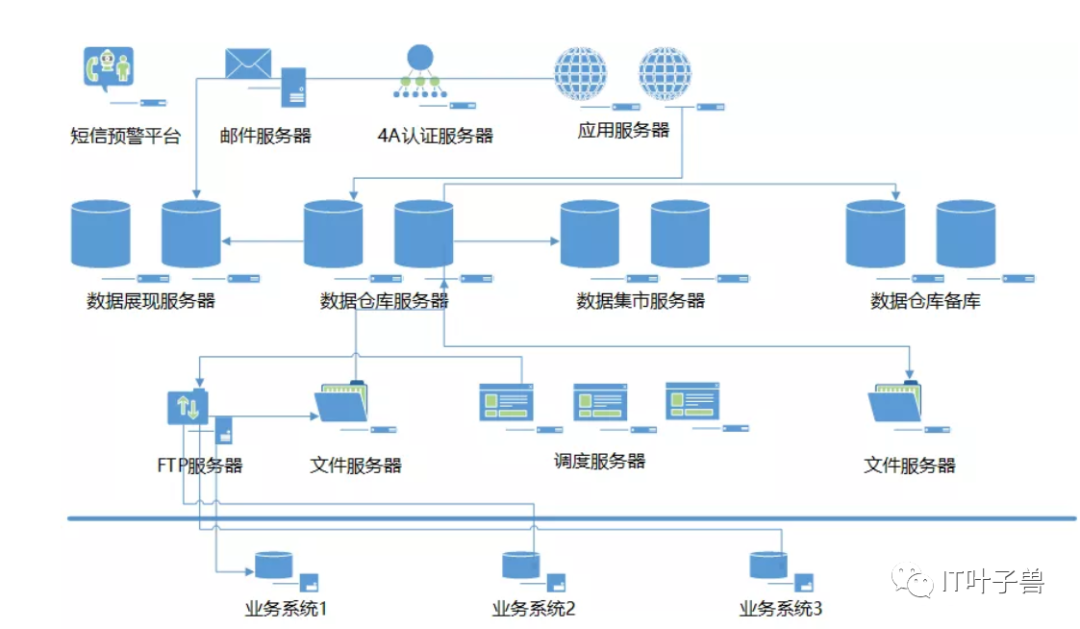 短信预警平台
邮件服务器
4A认证服务器
应用服务器
数据展现服务器
数据仓库服务器
数据集市服务器
数据仓库备库
FTP服务器
文件服务器
调度服务器
文件服务器
业务系统1
业务系统2
业务系统3
IT叶子兽